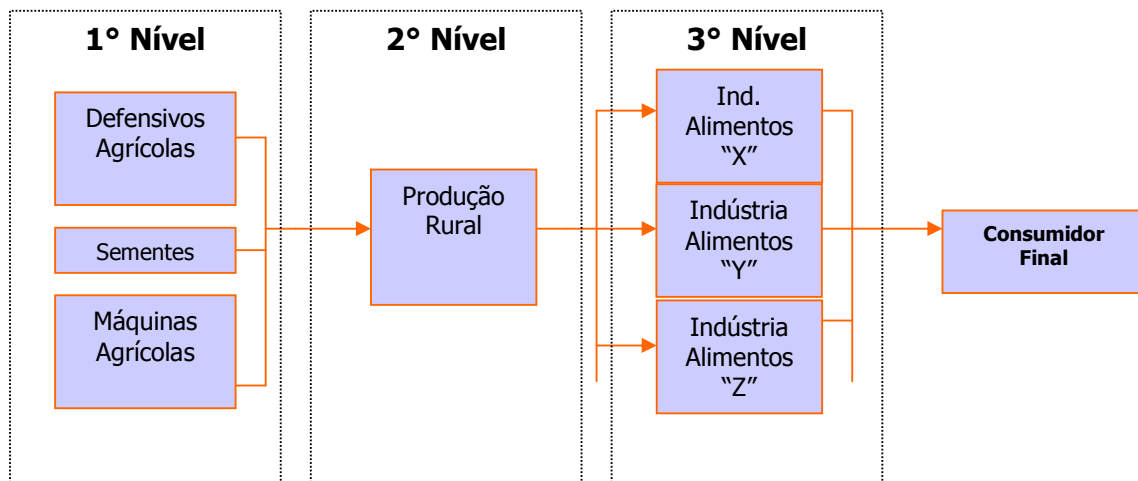 1° Nível
2° Nível
3° Nível
Defensivos
Agrícolas
Sementes
Máquinas
Agrícolas
Produção
Rural
Ind.
Alimentos
“X”
Indústria
Alimentos
“Y”
Indústria
Alimentos
“Z”
Consumidor
Final